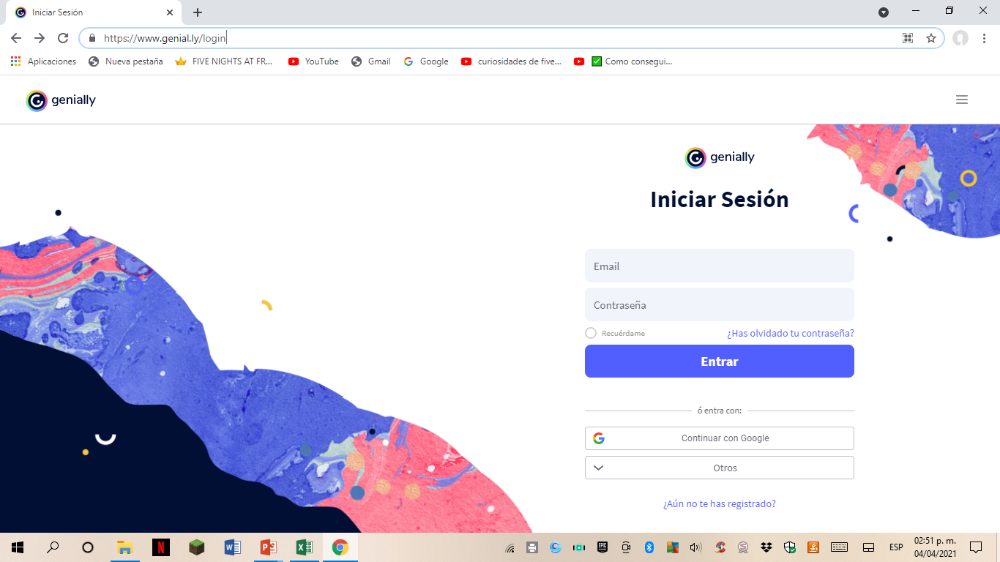 Iniciar Sesión
https://www.genial.ly/login
Aplicaciones
Nueva pestaña
FIVE NIGHTS AT FR...
YouTube
Gmail
Google
curiosidades de five...
Como consegui...
genially
genially
Iniciar Sesión
Email
Contraseña
Recuérdame
¿Has olvidado tu contraseña?
Entrar
ó entra con:
Continuar con Google
Otros
¿Aún no te has registrado?
ESP
02:51 p. m.
04/04/2021